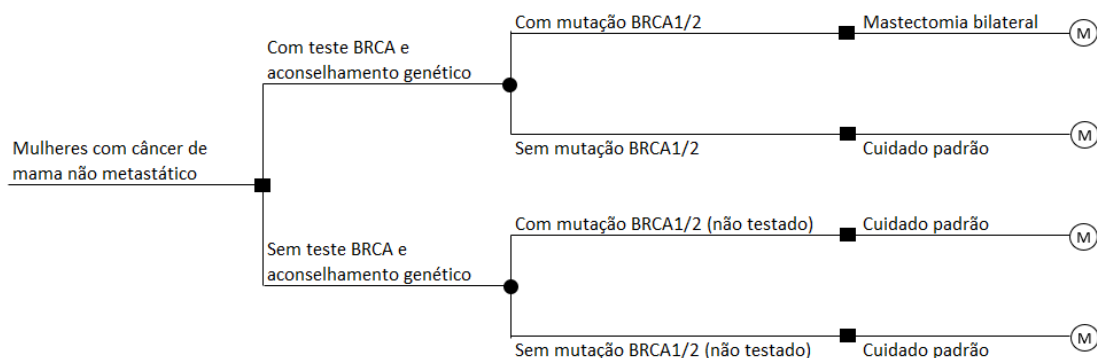 Com mutação BRCA1/2
Mastectomia bilateral
M
Com teste BRCA e
aconselhamento genético
Sem mutação BRCA1/2
Cuidado padrão
M
Mulheres com câncer de
mama não metastático
Com mutação BRCA1/2 (não testado)
Cuidado padrão
M
Sem teste BRCA e
aconselhamento genético
Sem mutação BRCA1/2 (não testado)
Cuidado padrão
M